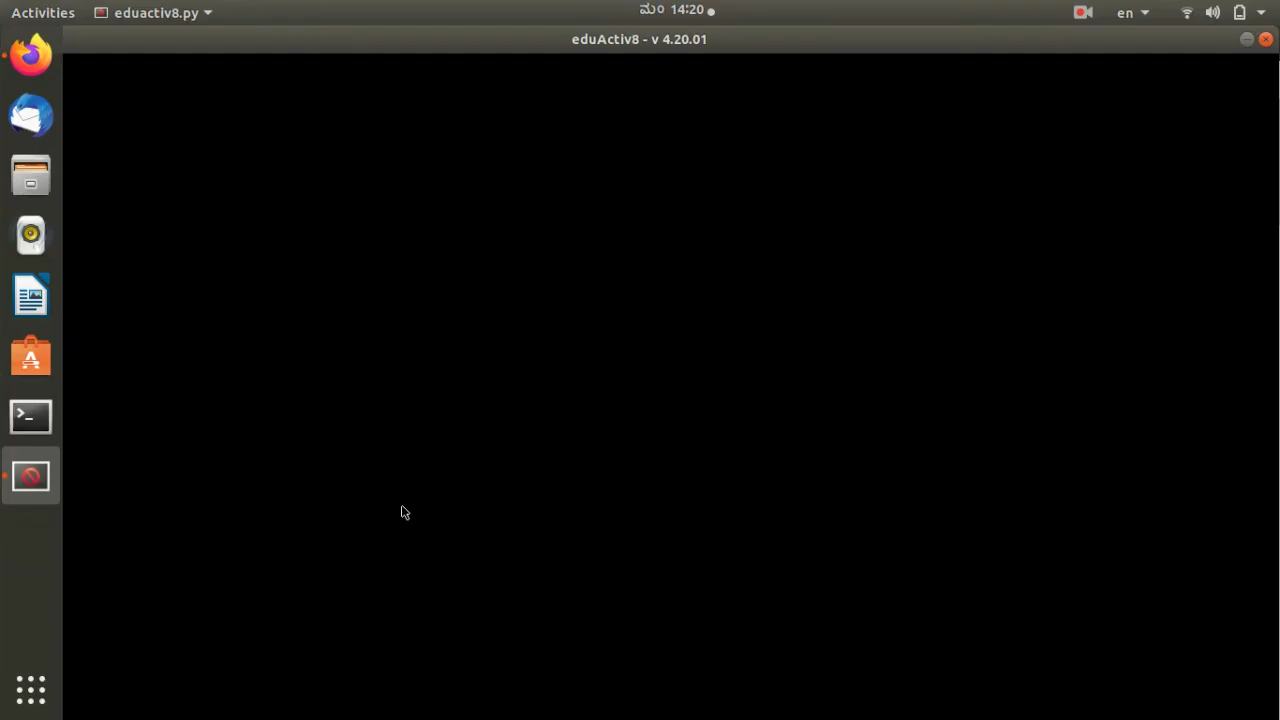 Activities
eduactiv8.py
ಮಂ 14:20
en
eduActiv8 - v 4.20.01